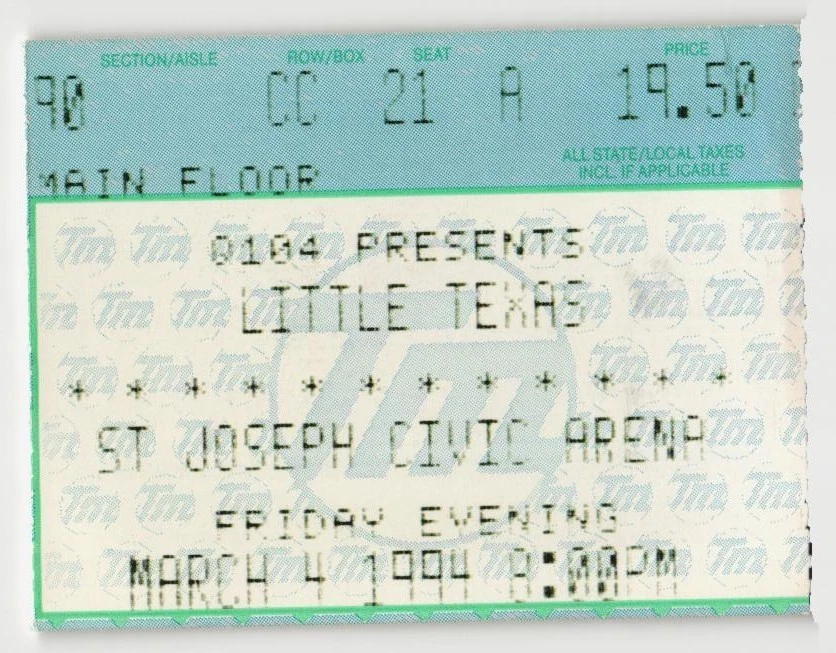 SECTION/AISLE ROW/BOX SEAT PRICE
90 CC 21 A 19.50
ALL STATE/LOCAL TAXES
INCL. IF APPLICABLE
MAIN FLOOR
Q104 PRESENTS
LITTLE TEXAS
* * * * * * * * * * * *
ST JOSEPH CIVIC ARENA
FRIDAY EVENING
MARCH 4 1994 8:00PM